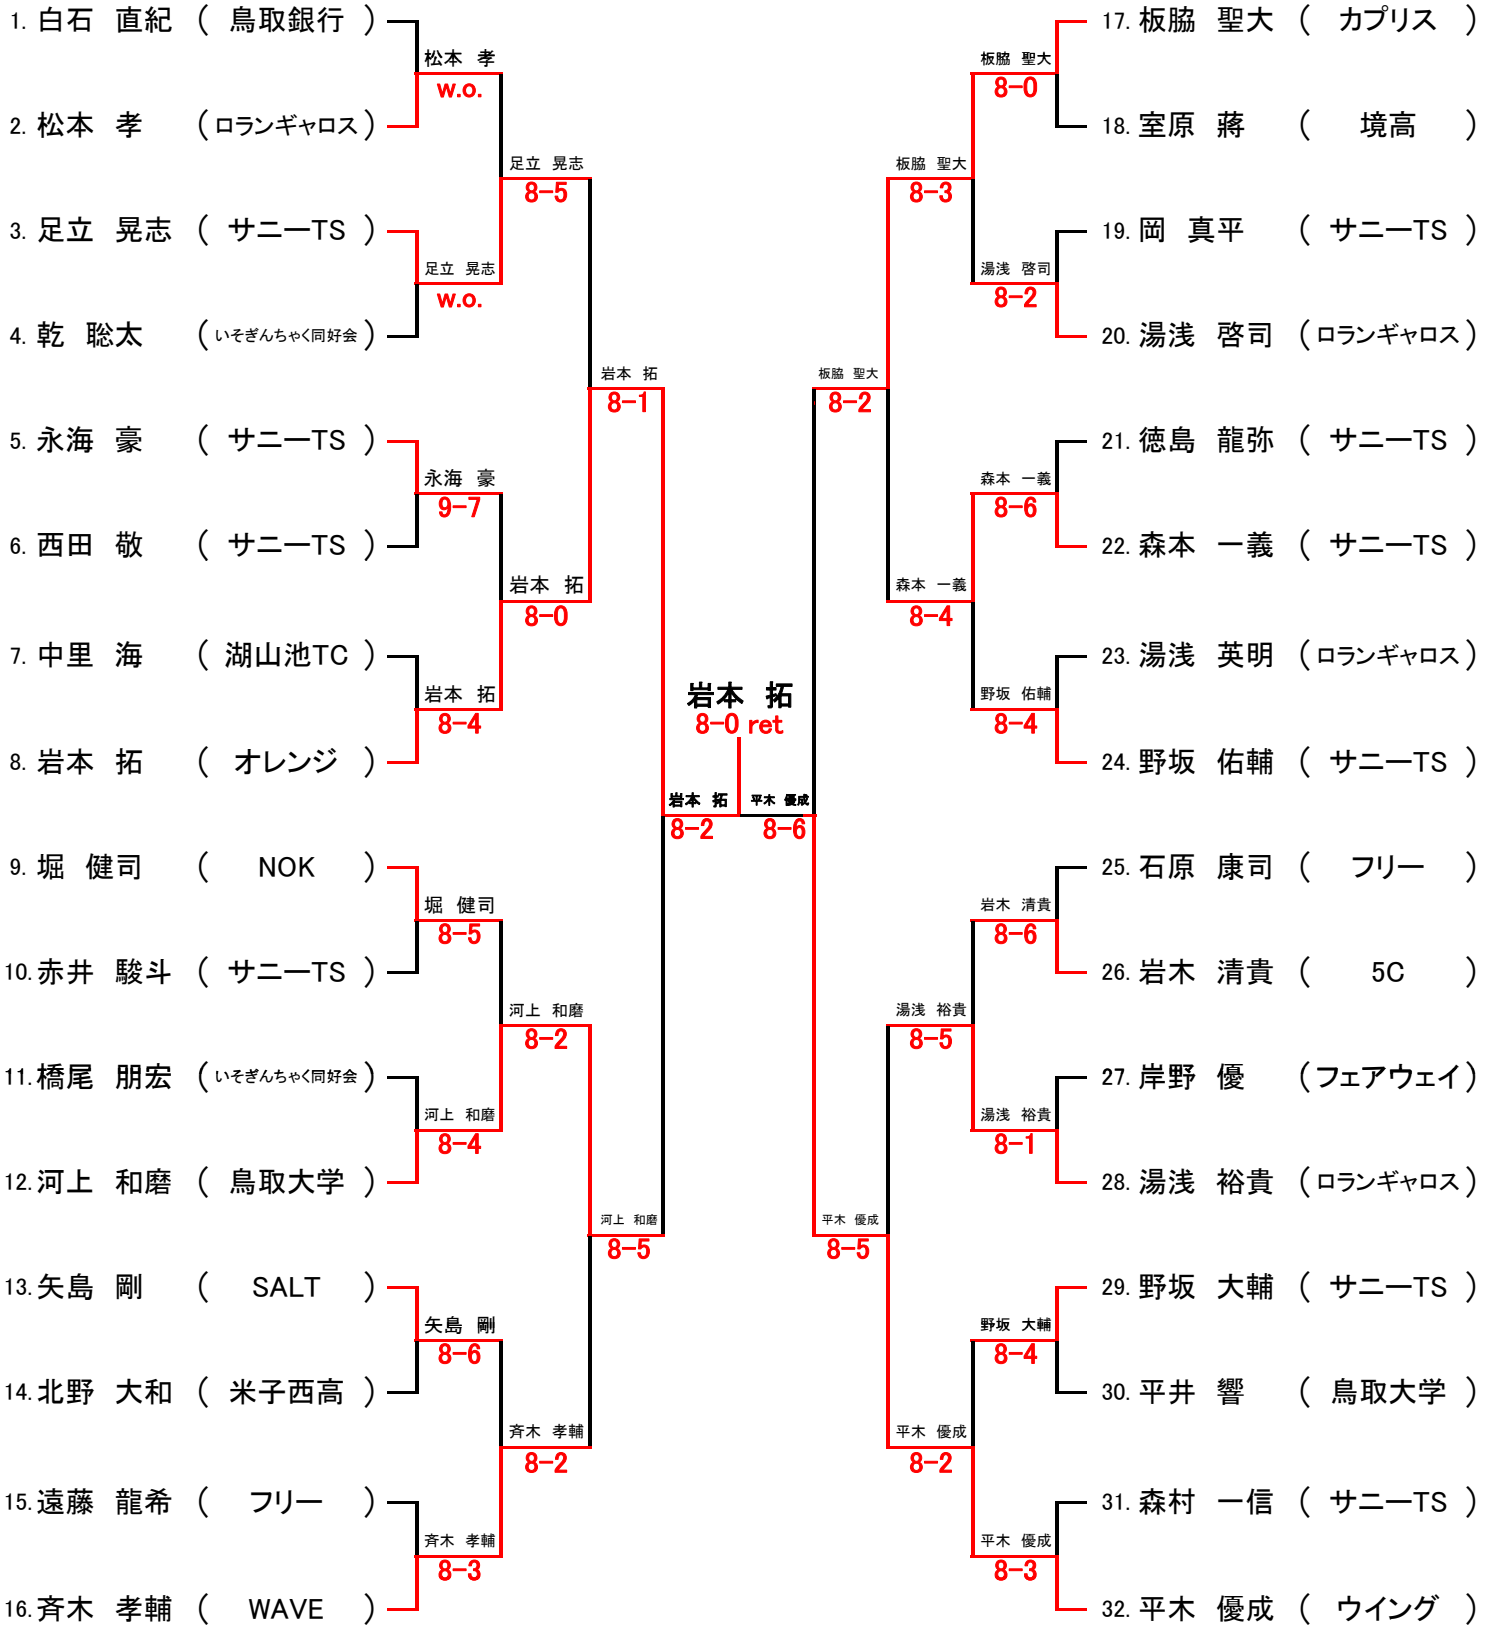 1. 白石 直紀 ( 鳥取銀行 )
松本 孝
w.o.
2. 松本 孝 (ロランギャロス)
足立 晃志
8-5
3. 足立 晃志 ( サニーTS )
足立 晃志
w.o.
4. 乾 聡太 (いそぎんちゃく同好会)
岩本 拓
8-1
5. 永海 豪 ( サニーTS )
永海 豪
9-7
6. 西田 敬 ( サニーTS )
岩本 拓
8-0
7. 中里 海 ( 湖山池TC )
岩本 拓
8-4
8. 岩本 拓 ( オレンジ )
岩本 拓
8-0 ret
岩本 拓
8-2
平木 優成
8-6
9. 堀 健司 ( NOK )
堀 健司
8-5
10. 赤井 駿斗 ( サニーTS )
河上 和磨
8-2
11. 橋尾 朋宏 (いそぎんちゃく同好会)
河上 和磨
8-4
12. 河上 和磨 ( 鳥取大学 )
河上 和磨
8-5
13. 矢島 剛 ( SALT )
矢島 剛
8-6
14. 北野 大和 ( 米子西高 )
斉木 孝輔
8-2
15. 遠藤 龍希 ( フリー )
斉木 孝輔
8-3
16. 斉木 孝輔 ( WAVE )
17. 板脇 聖大 ( カプリス )
板脇 聖大
8-0
18. 室原 蔣 ( 境高 )
板脇 聖大
8-3
19. 岡 真平 ( サニーTS )
湯浅 啓司
8-2
20. 湯浅 啓司 (ロランギャロス)
板脇 聖大
8-2
21. 徳島 龍弥 ( サニーTS )
森本 一義
8-6
22. 森本 一義 ( サニーTS )
森本 一義
8-4
23. 湯浅 英明 (ロランギャロス)
野坂 佑輔
8-4
24. 野坂 佑輔 ( サニーTS )
25. 石原 康司 ( フリー )
岩木 清貴
8-6
26. 岩木 清貴 ( 5C )
湯浅 裕貴
8-5
27. 岸野 優 (フェアウェイ)
湯浅 裕貴
8-1
28. 湯浅 裕貴 (ロランギャロス)
平木 優成
8-5
29. 野坂 大輔 ( サニーTS )
野坂 大輔
8-4
30. 平井 響 ( 鳥取大学 )
平木 優成
8-2
31. 森村 一信 ( サニーTS )
平木 優成
8-3
32. 平木 優成 ( ウイング )